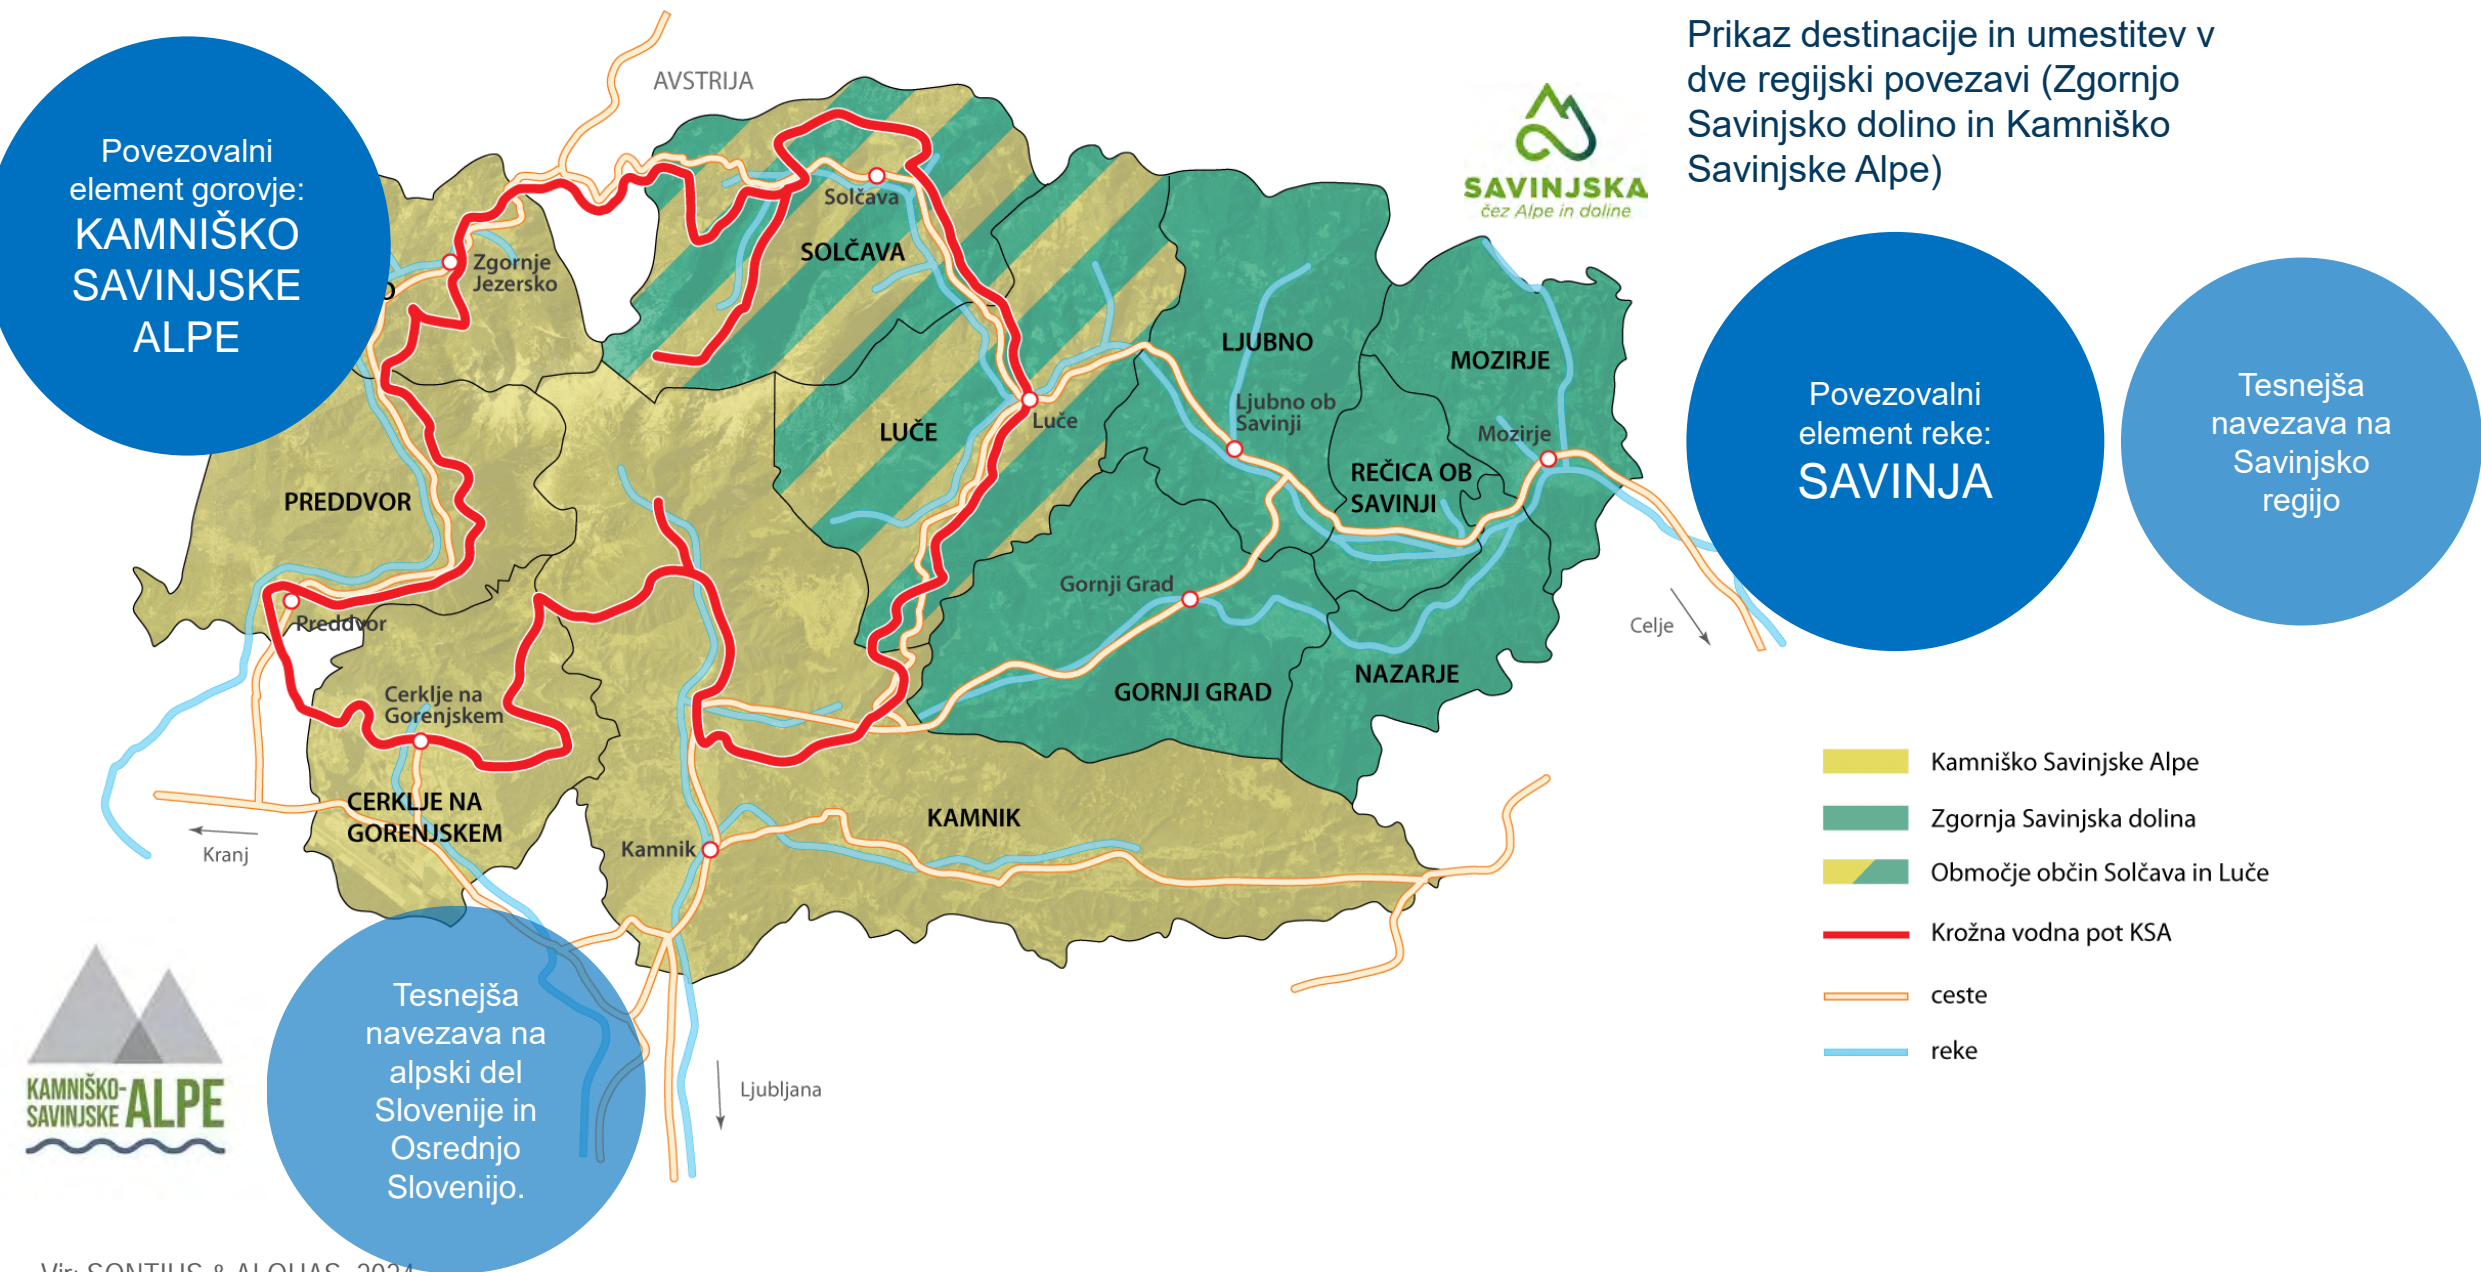 Prikaz destinacije in umestitev v
dve regijski povezavi (Zgornjo
Savinjsko dolino in Kamniško
Savinjske Alpe)
Povezovalni
element gorovje:
KAMNIŠKO
SAVINJSKE
ALPE
AVSTRIJA
SAVINJSKA
čez Alpe in doline
Solčava
SOLČAVA
Zgornje
Jezersko
O
LJUBNO
MOZIRJE
Ljubno ob
Savinji
Mozirje
LUČE
Luče
REČICA OB
SAVINJI
PREDDVOR
Preddvor
Gornji Grad
GORNJI GRAD
NAZARJE
Celje
Povezovalni
element reke:
SAVINJA
Tesnejša
navezava na
Savinjsko
regijo
Cerklje na
Gorenjskem
CERKLJE NA
GORENJSKEM
Kranj
Kamnik
KAMNIK
Ljubljana
Kamniško Savinjske Alpe
Zgornja Savinjska dolina
Območje občin Solčava in Luče
Krožna vodna pot KSA
ceste
reke
KAMNIŠKO-
SAVINJSKE ALPE
Tesnejša
navezava na
alpski del
Slovenije in
Osrednjo
Slovenijo.
Vir: SONTIUS & ALOHAS, 2024